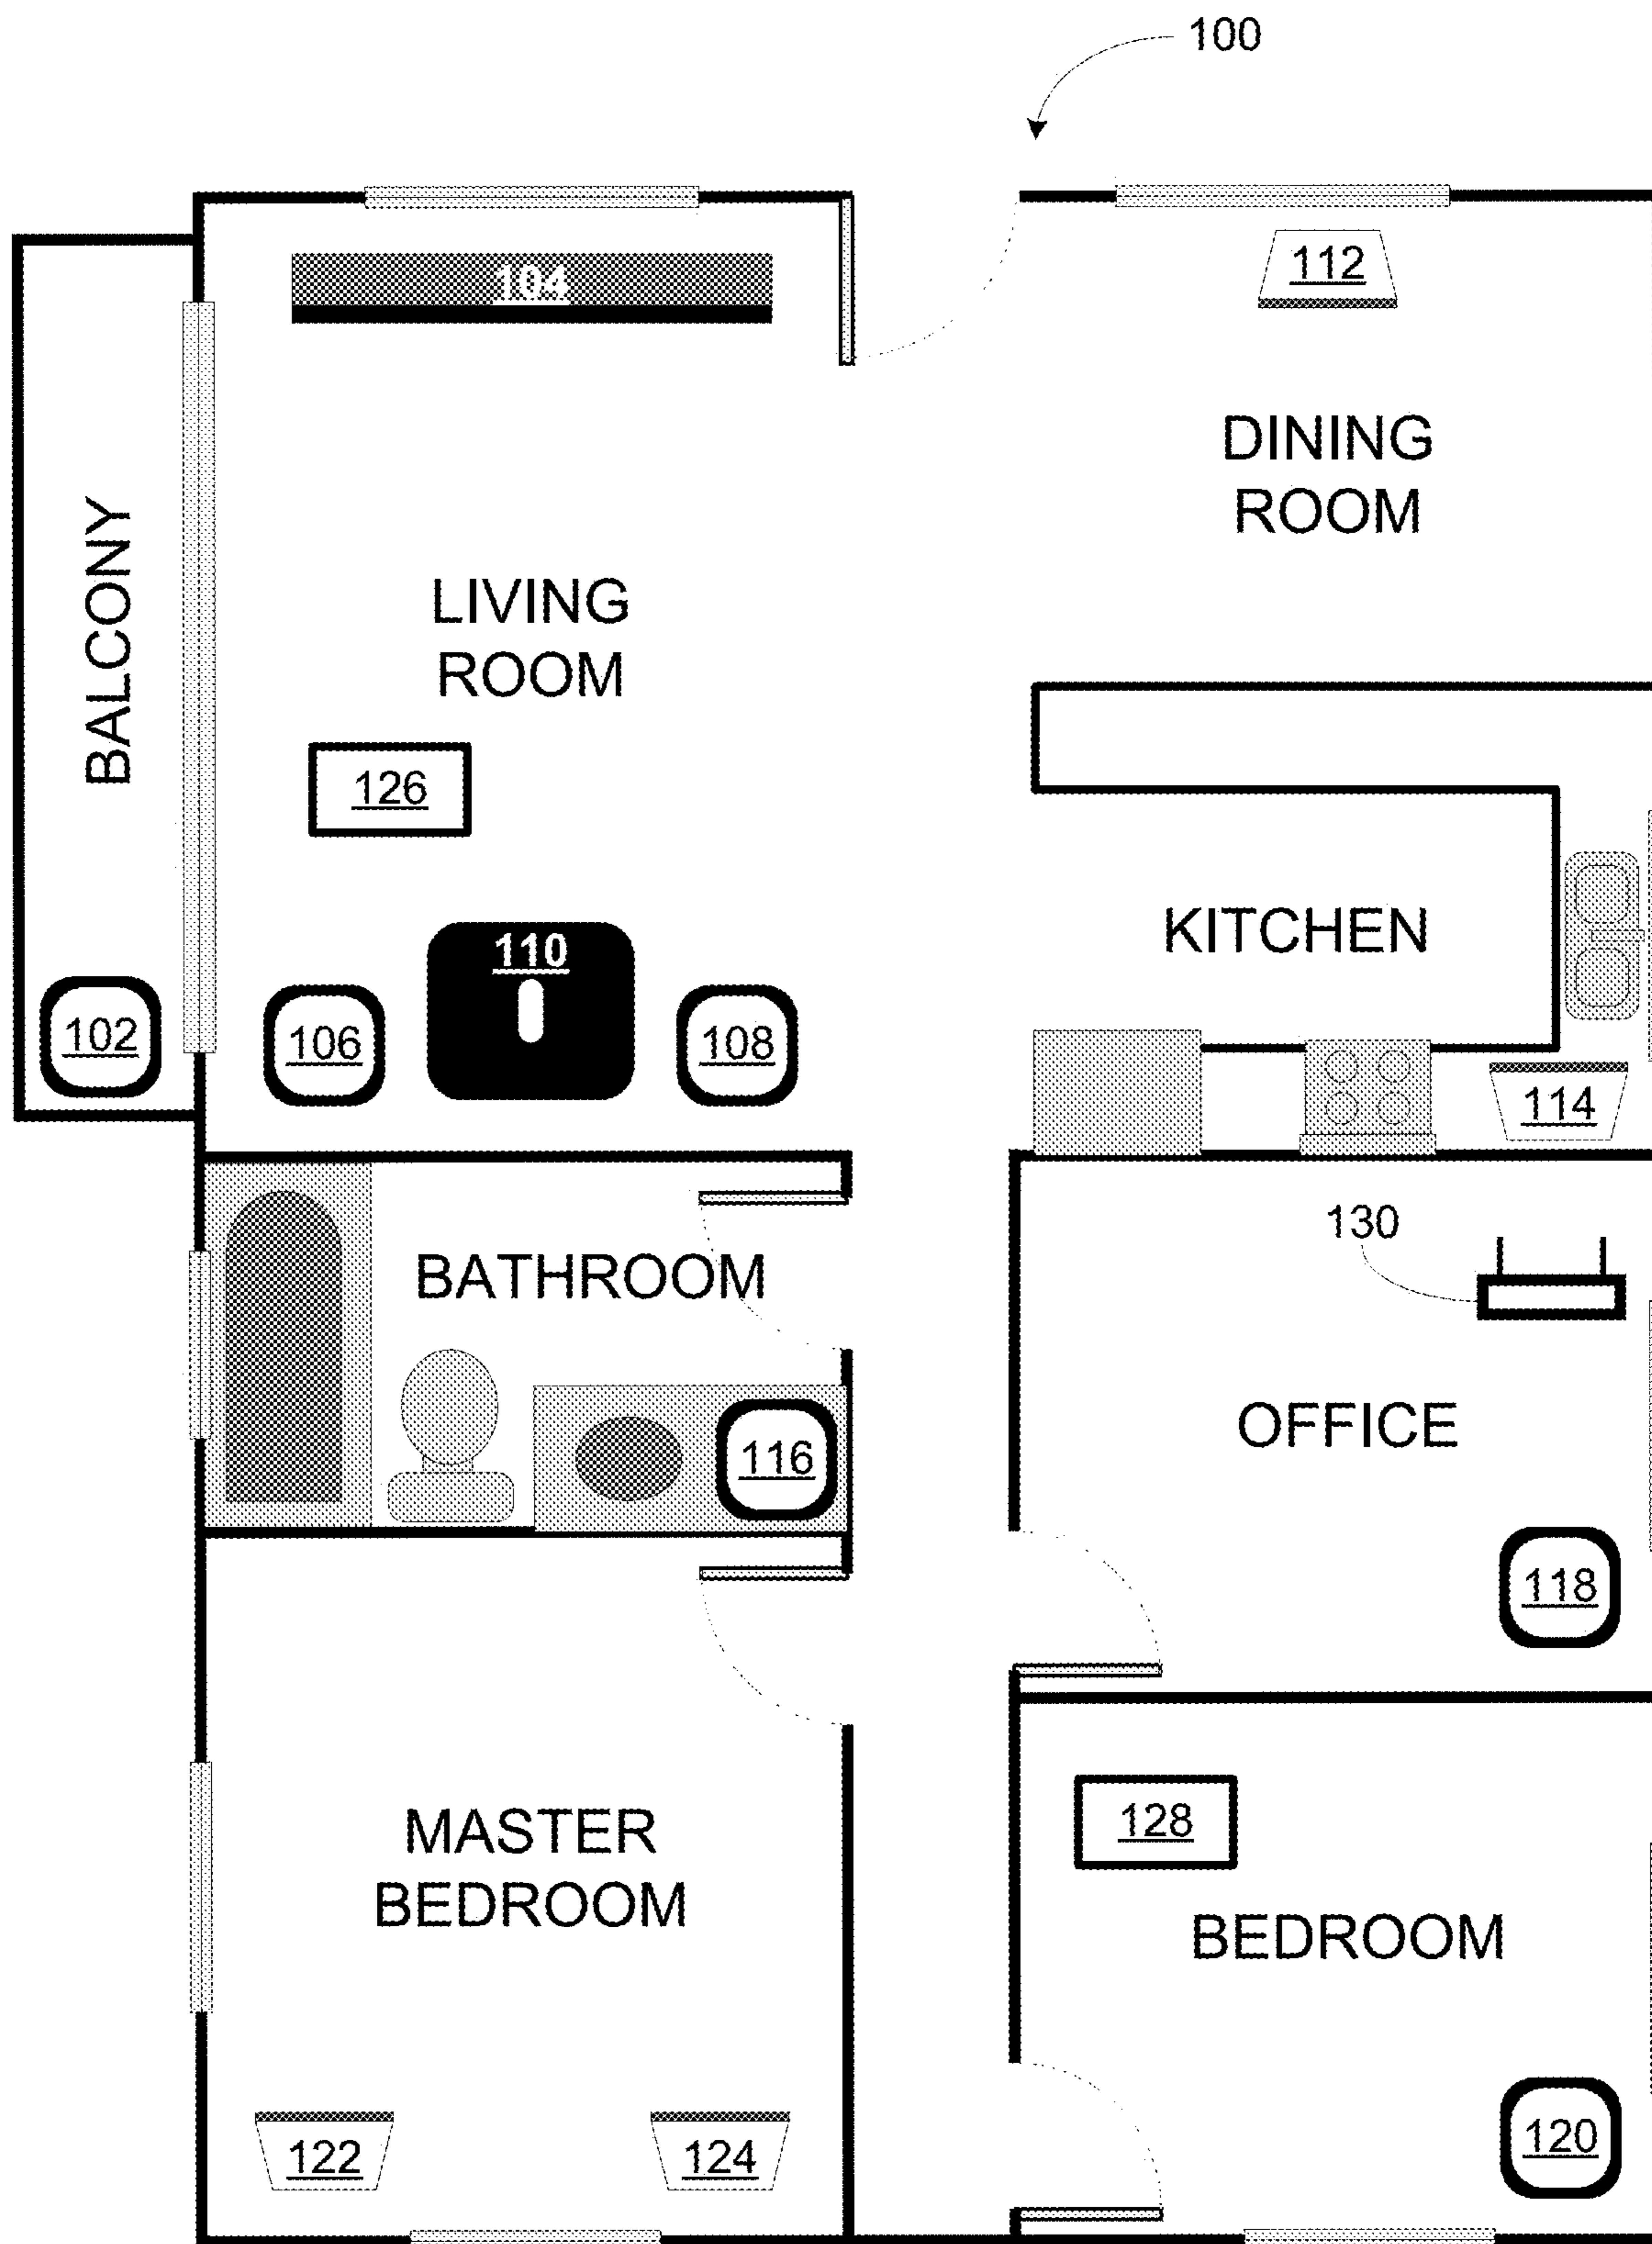 100
104
112
DINING
ROOM
BALCONY
LIVING
ROOM
126
KITCHEN
110
102
106
108
114
130
BATHROOM
OFFICE
116
118
128
MASTER
BEDROOM
BEDROOM
120
122
124